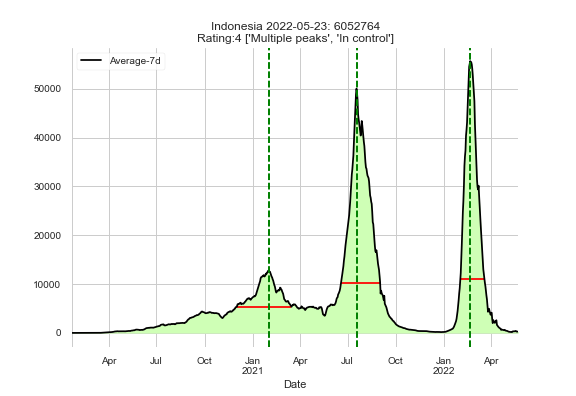 Indonesia 2022-05-23: 6052764
Rating:4 ['Multiple peaks', 'In control']
Average-7d
50000
40000
30000
20000
10000
0
Apr Jul Oct Jan Apr Jul Oct Jan Apr
2021 2022
Date